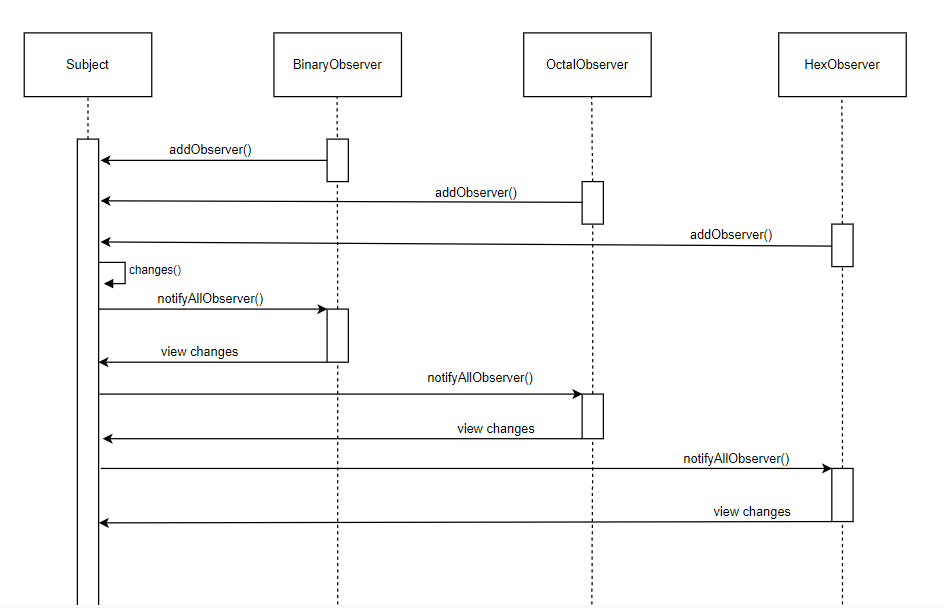 Subject
BinaryObserver
OctalObserver
HexObserver
addObserver()
addObserver()
addObserver()
changes()
notifyAllObserver()
view changes
notifyAllObserver()
view changes
notifyAllObserver()
view changes